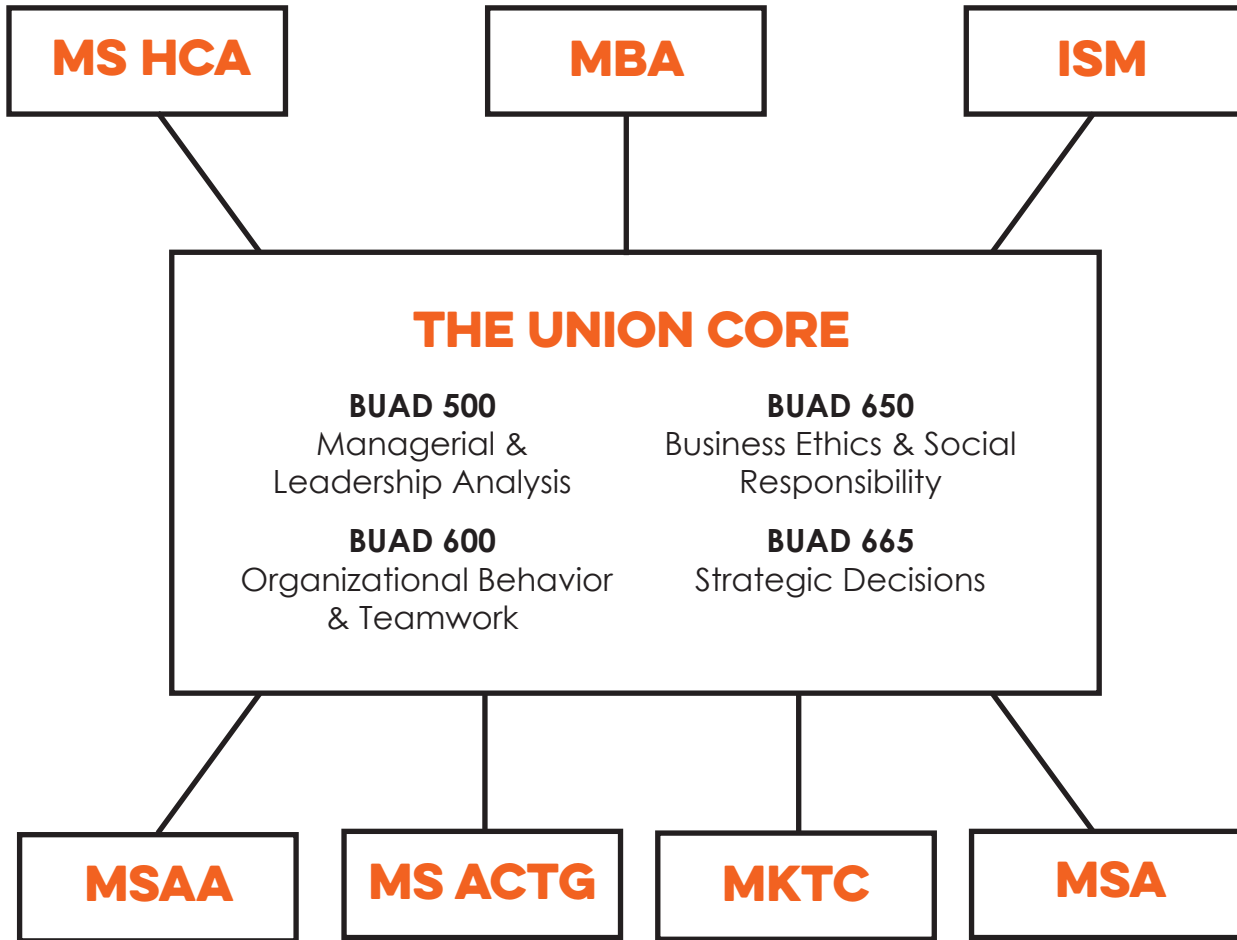 MS HCA
MBA
ISM
THE UNION CORE
BUAD 500
Managerial &
Leadership Analysis
BUAD 600
Organizational Behavior
& Teamwork
BUAD 650
Business Ethics & Social
Responsibility
BUAD 665
Strategic Decisions
MSAA
MS ACTG
MKTC
MSA